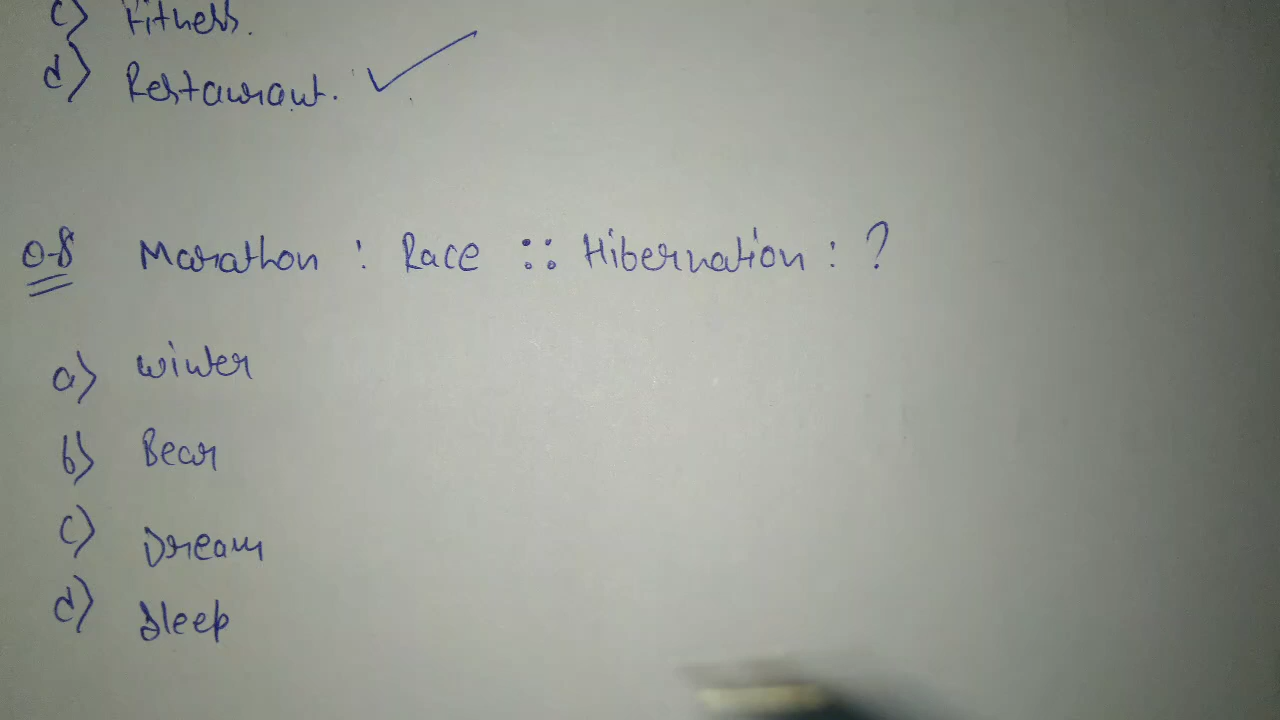 c) Fitness.
d) Restaurant.
Q-8 Marathon : Race :: Hibernation : ?
a) Winter
b) Bear
c) Dream
d) Sleep